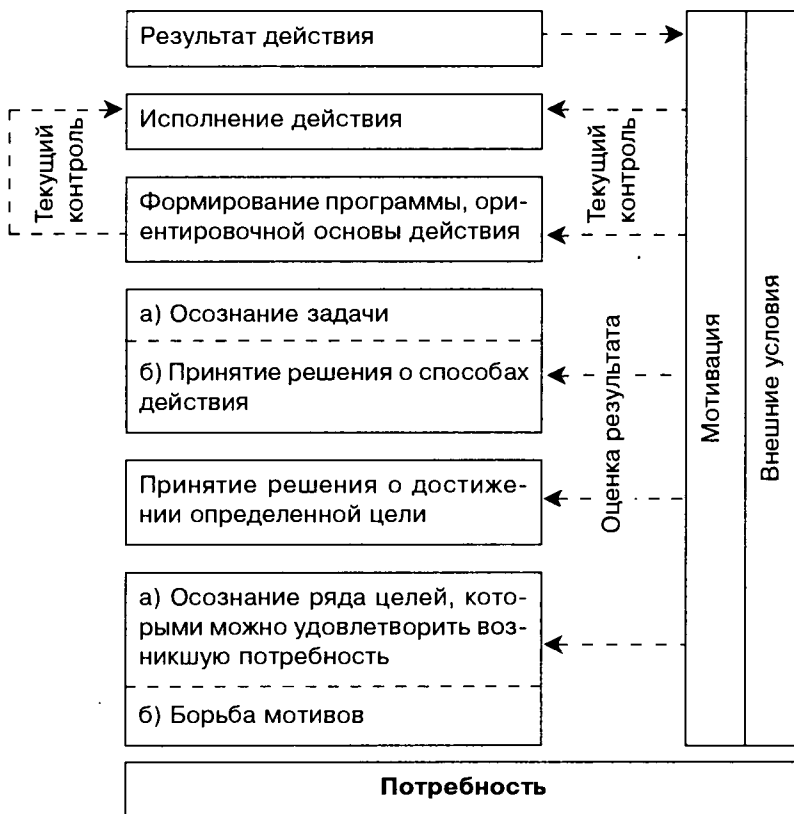 Результат действия
Исполнение действия
Текущий
контроль
Формирование программы, ори-
ентировочной основы действия
Текущий
контроль
а) Осознание задачи
б) Принятие решения о способах
действия
Принятие решения о достиже-
нии определенной цели
а) Осознание ряда целей, кото-
рыми можно удовлетворить воз-
никшую потребность
б) Борьба мотивов
Оценка результата
Мотивация
Внешние условия
Потребность